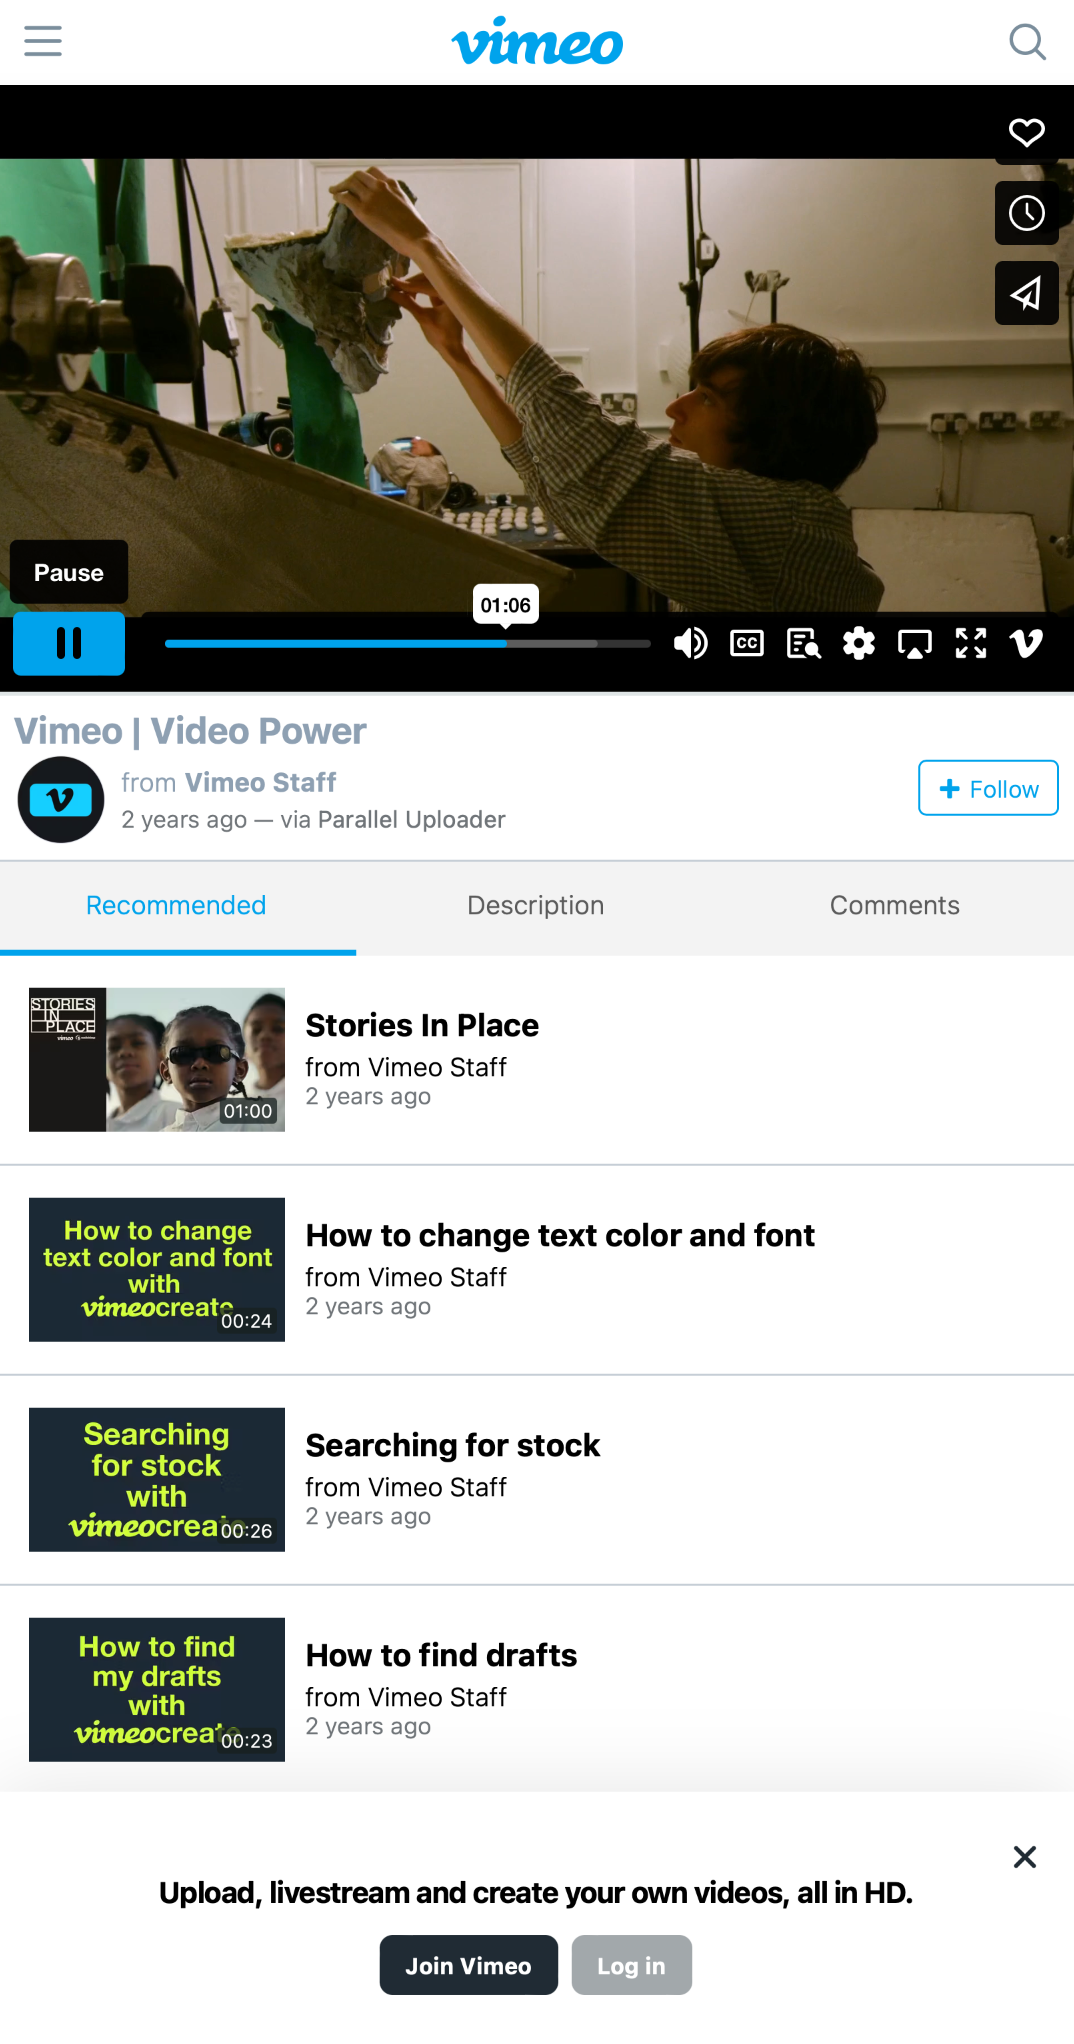 vimeo
Pause
01:06
CC
Vimeo | Video Power
from Vimeo Staff
2 years ago — via Parallel Uploader
Follow
Recommended
Description
Comments
STORIES
IN
PLACE
vimeo
01:00
Stories In Place
from Vimeo Staff
2 years ago
How to change
text color and font
with
vimeocreate
00:24
How to change text color and font
from Vimeo Staff
2 years ago
Searching
for stock
with
vimeocreate
00:26
Searching for stock
from Vimeo Staff
2 years ago
How to find
my drafts
with
vimeocreate
00:23
How to find drafts
from Vimeo Staff
2 years ago
Upload, livestream and create your own videos, all in HD.
Join Vimeo
Log in